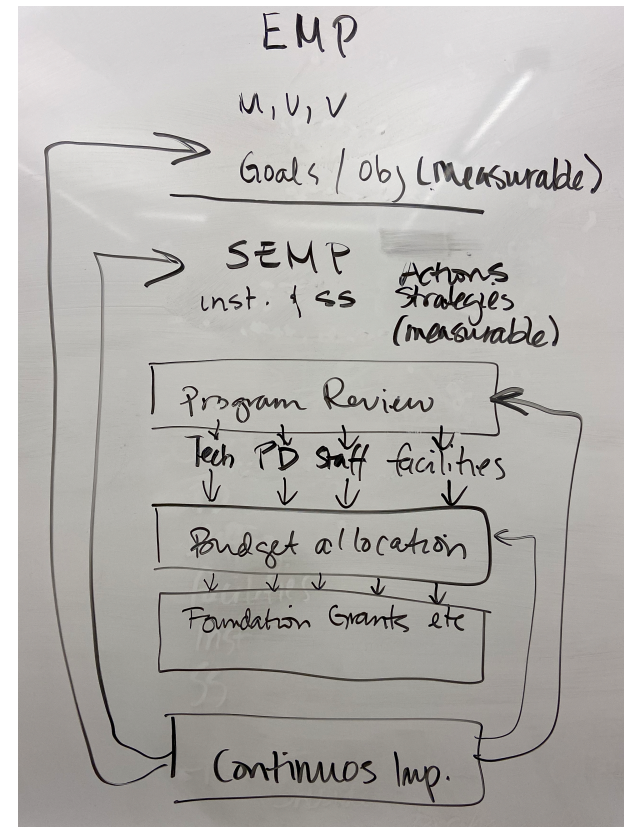 EMP
M, V, V
Goals / Obj (measurable)
SEMP
inst. & SS
Actions
Strategies
(measurable)
Program Review
Tech PD Staff facilities
Budget allocation
Foundation Grants etc
SS
Continuos Imp.